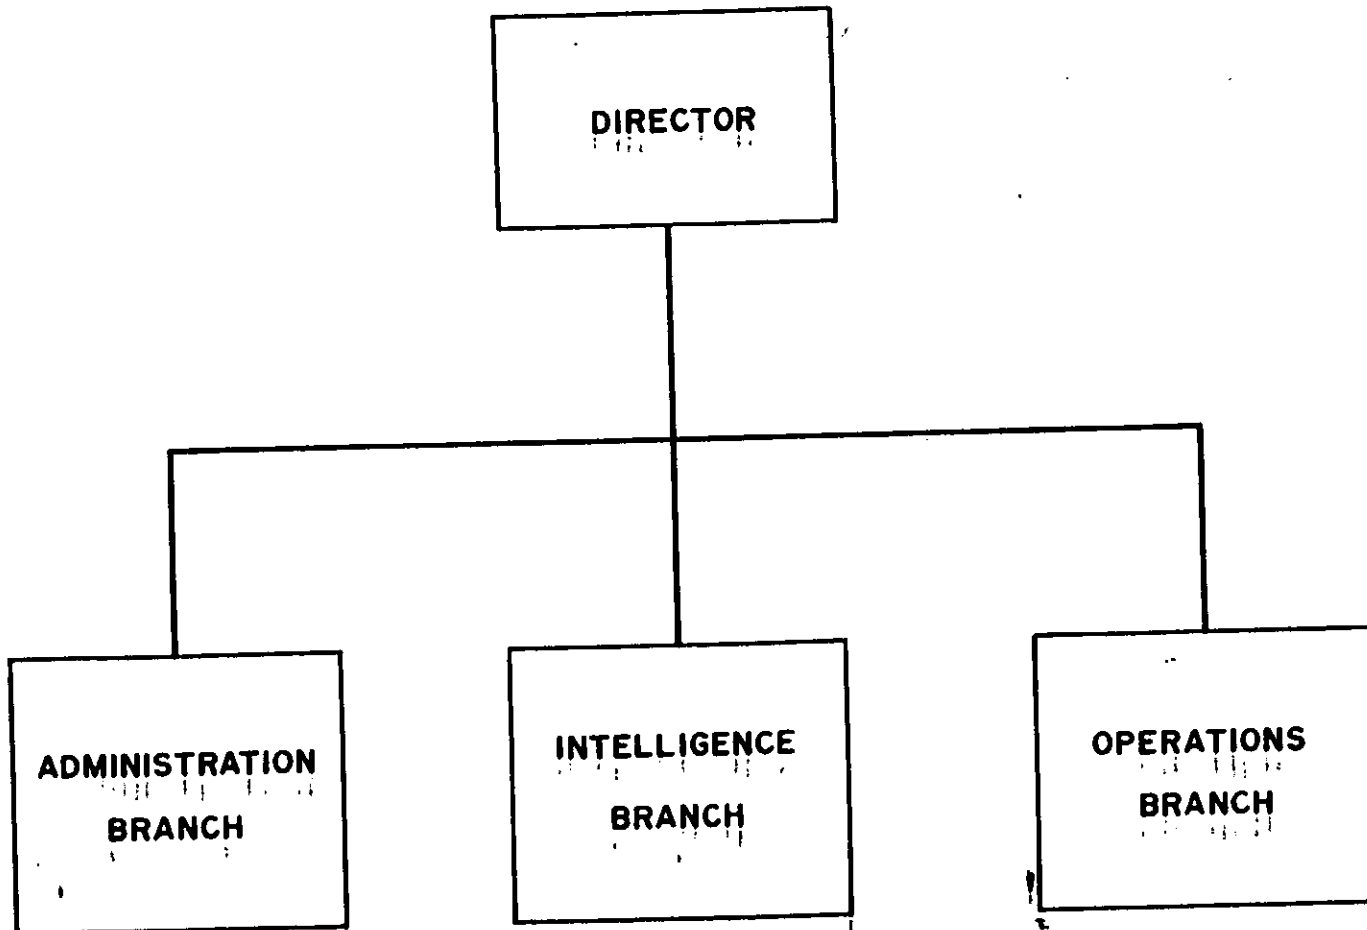 DIRECTOR
ADMINISTRATION
BRANCH
INTELLIGENCE
BRANCH
OPERATIONS
BRANCH